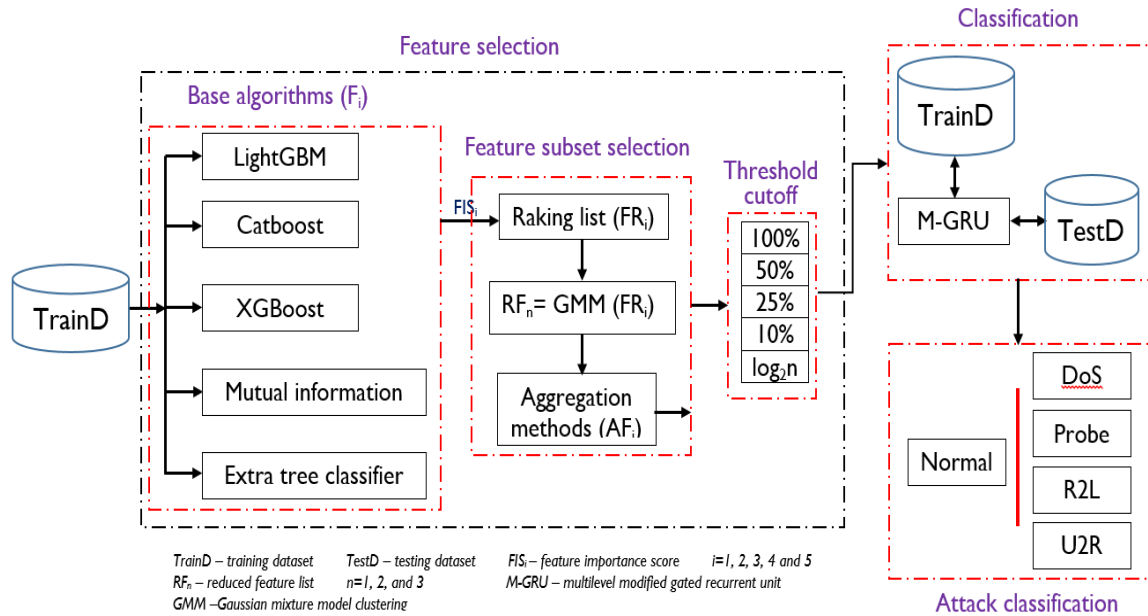 Classification
Feature selection
Base algorithms (Fi)
TrainD
LightGBM
Catboost
XGBoost
Mutual information
Extra tree classifier
FISi
Feature subset selection
Raking list (FRi)
RFn= GMM (FRi)
Aggregation
methods (AFi)
Threshold
cutoff
100%
50%
25%
10%
log2n
TrainD
M-GRU
TestD
Normal
DoS
Probe
R2L
U2R
Attack classification
TrainD – training dataset TestD – testing dataset FISi – feature importance score i=1, 2, 3, 4 and 5
RFn – reduced feature list n=1, 2, and 3 M-GRU – multilevel modified gated recurrent unit
GMM –Gaussian mixture model clustering